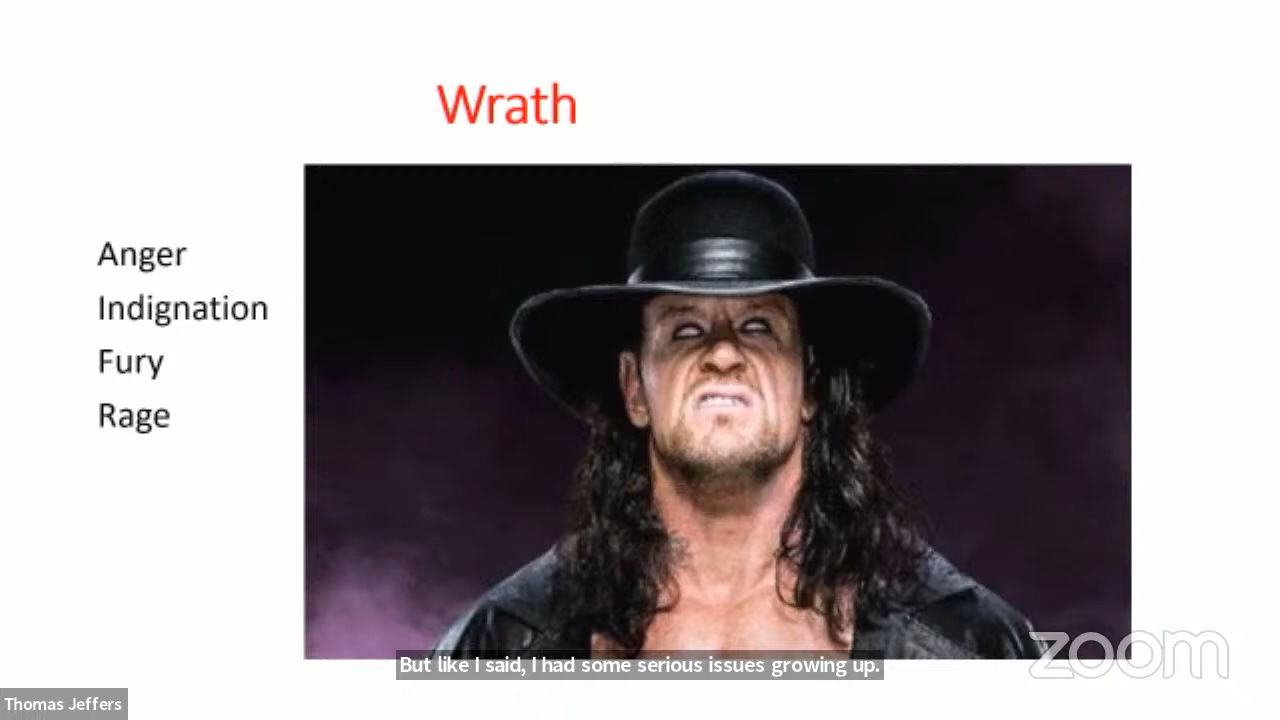 Wrath
Anger
Indignation
Fury
Rage
But like I said, I had some serious issues growing up.
zoom
Thomas Jeffers